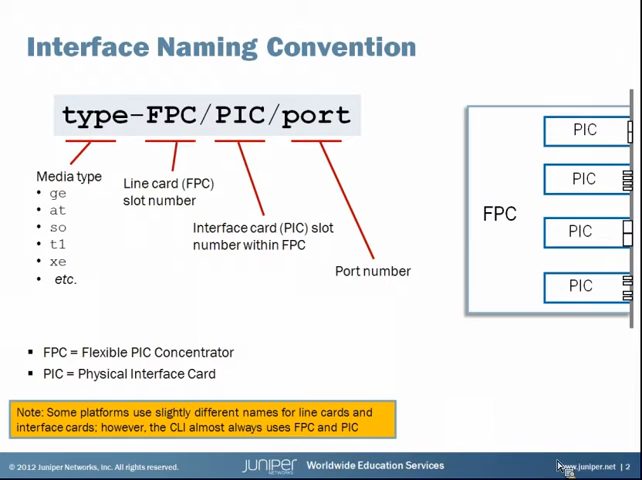 Interface Naming Convention
type-FPC/PIC/port
Media type
• ge
• at
• so
• t1
• xe
• etc.
Line card (FPC)
slot number
Interface card (PIC) slot
number within FPC
Port number
FPC
PIC
PIC
PIC
PIC
▪ FPC = Flexible PIC Concentrator
▪ PIC = Physical Interface Card
Note: Some platforms use slightly different names for line cards and
interface cards; however, the CLI almost always uses FPC and PIC
© 2012 Juniper Networks, Inc. All rights reserved.
JUNIPER
NETWORKS
Worldwide Education Services
www.juniper.net | 2